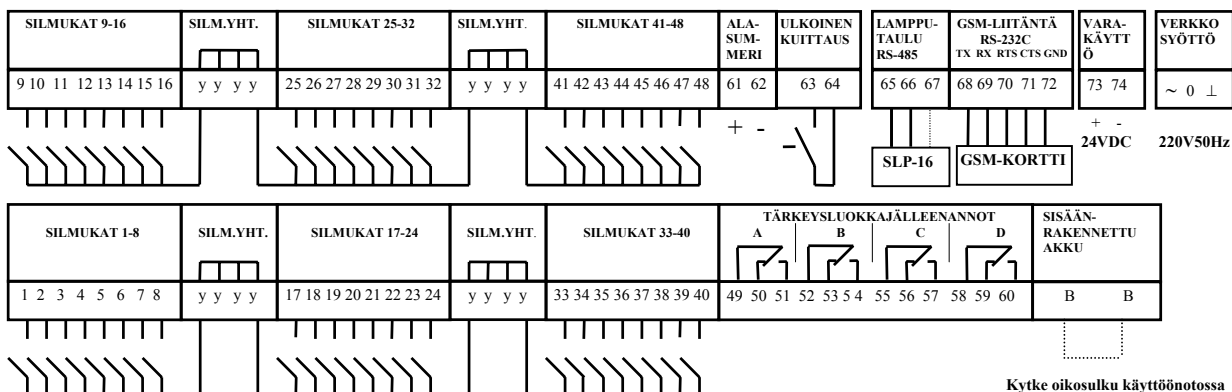 SILMUKAT 9-16 SILM.YHT. SILMUKAT 25-32 SILM.YHT. SILMUKAT 41-48 ALA- ULKOINEN LAMPPU- GSM-LIITÄNTÄ VARA- VERKKO
SUM- KUITTAUS TAULU RS-232C KÄYTT SYÖTTÖ
MERI RS-485 TX RX RTS CTS GND Ö
9 10 11 12 13 14 15 16 y y y y 25 26 27 28 29 30 31 32 y y y y 41 42 43 44 45 46 47 48 61 62 63 64 65 66 67 68 69 70 71 72 73 74 ~ 0 ⊥
+ - + -
24VDC 220V50Hz
SLP-16 GSM-KORTTI
TÄRKEYSLUOKKAJÄLLEENANNOT SISÄÄN-
SILMUKAT 1-8 SILM.YHT. SILMUKAT 17-24 SILM.YHT. SILMUKAT 33-40 A B C D RAKENNETTU
AKKU
1 2 3 4 5 6 7 8 y y y y 17 18 19 20 21 22 23 24 y y y y 33 34 35 36 37 38 39 40 49 50 51 52 53 5 4 55 56 57 58 59 60 B B
Kytke oikosulku käyttöönotossa